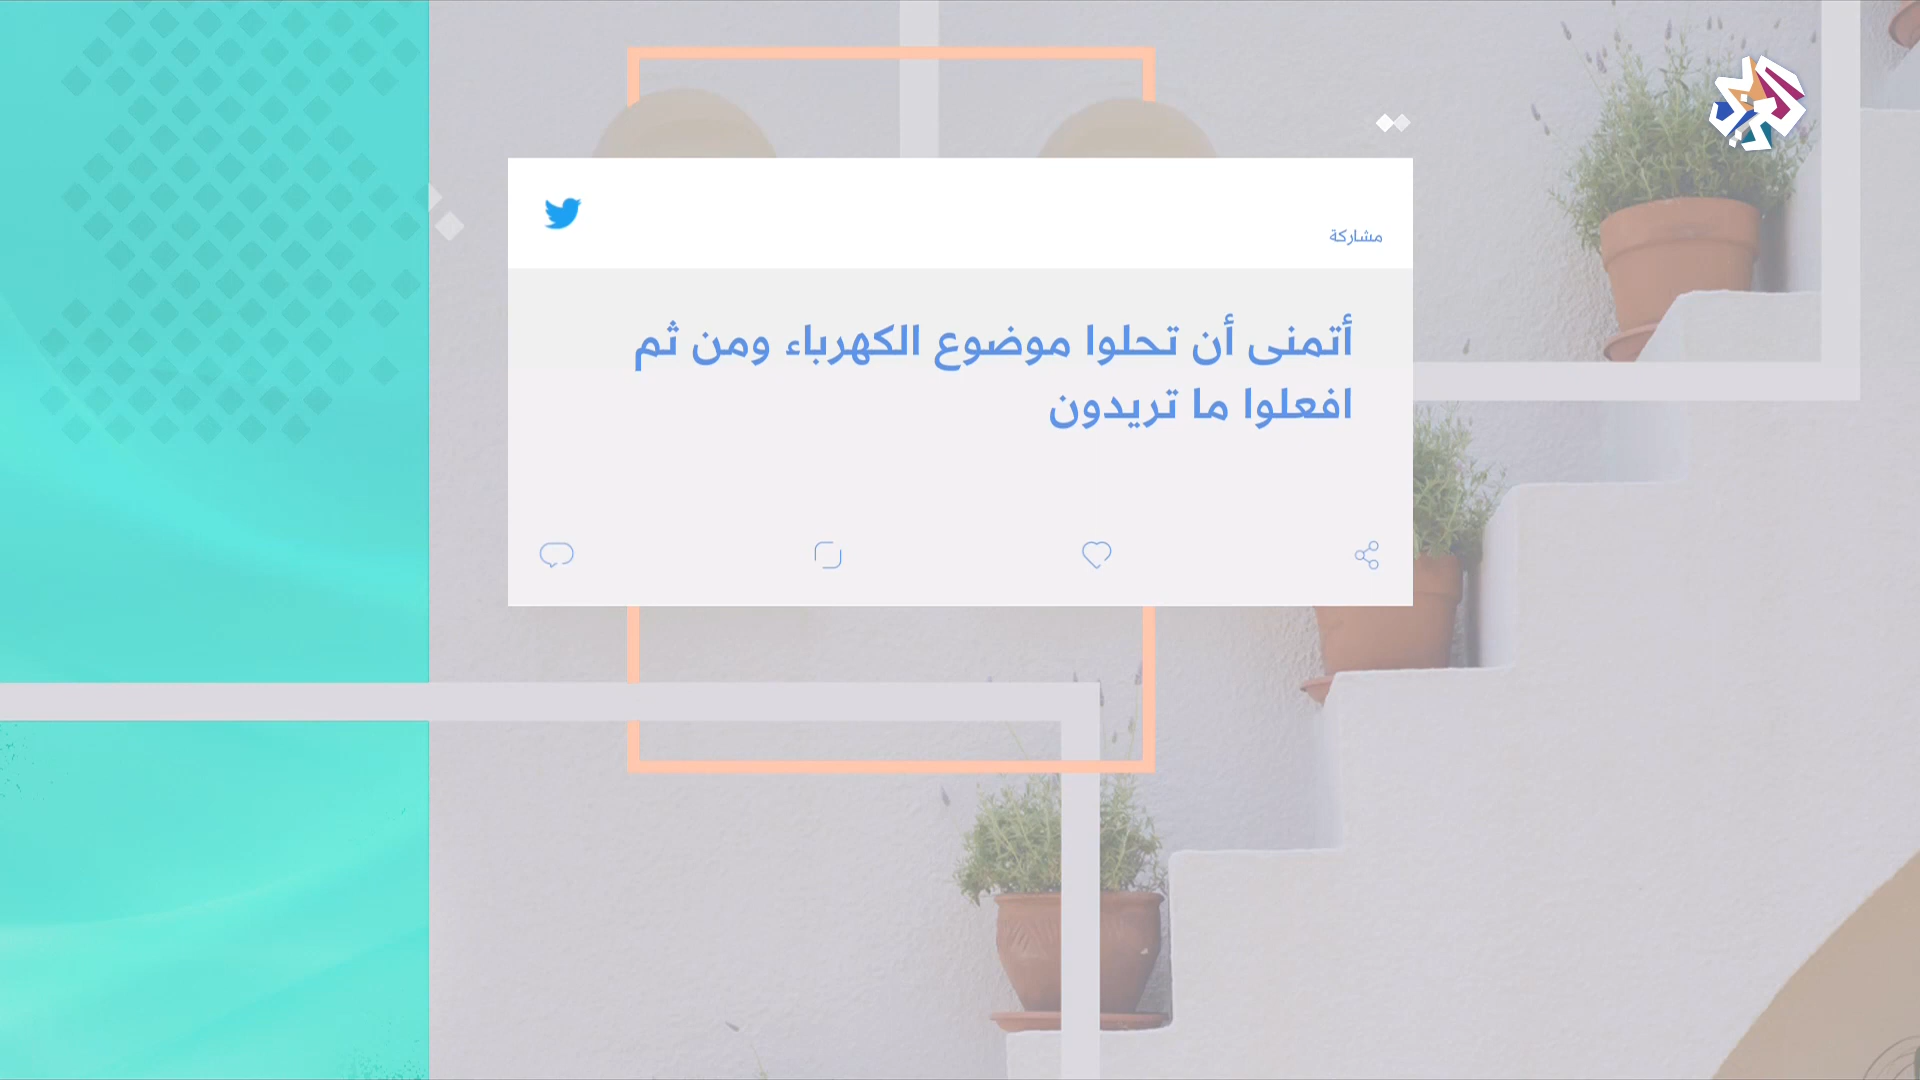 مشاركة
أتمنى أن تحلوا موضوع الكهرباء ومن ثم
افعلوا ما تريدون